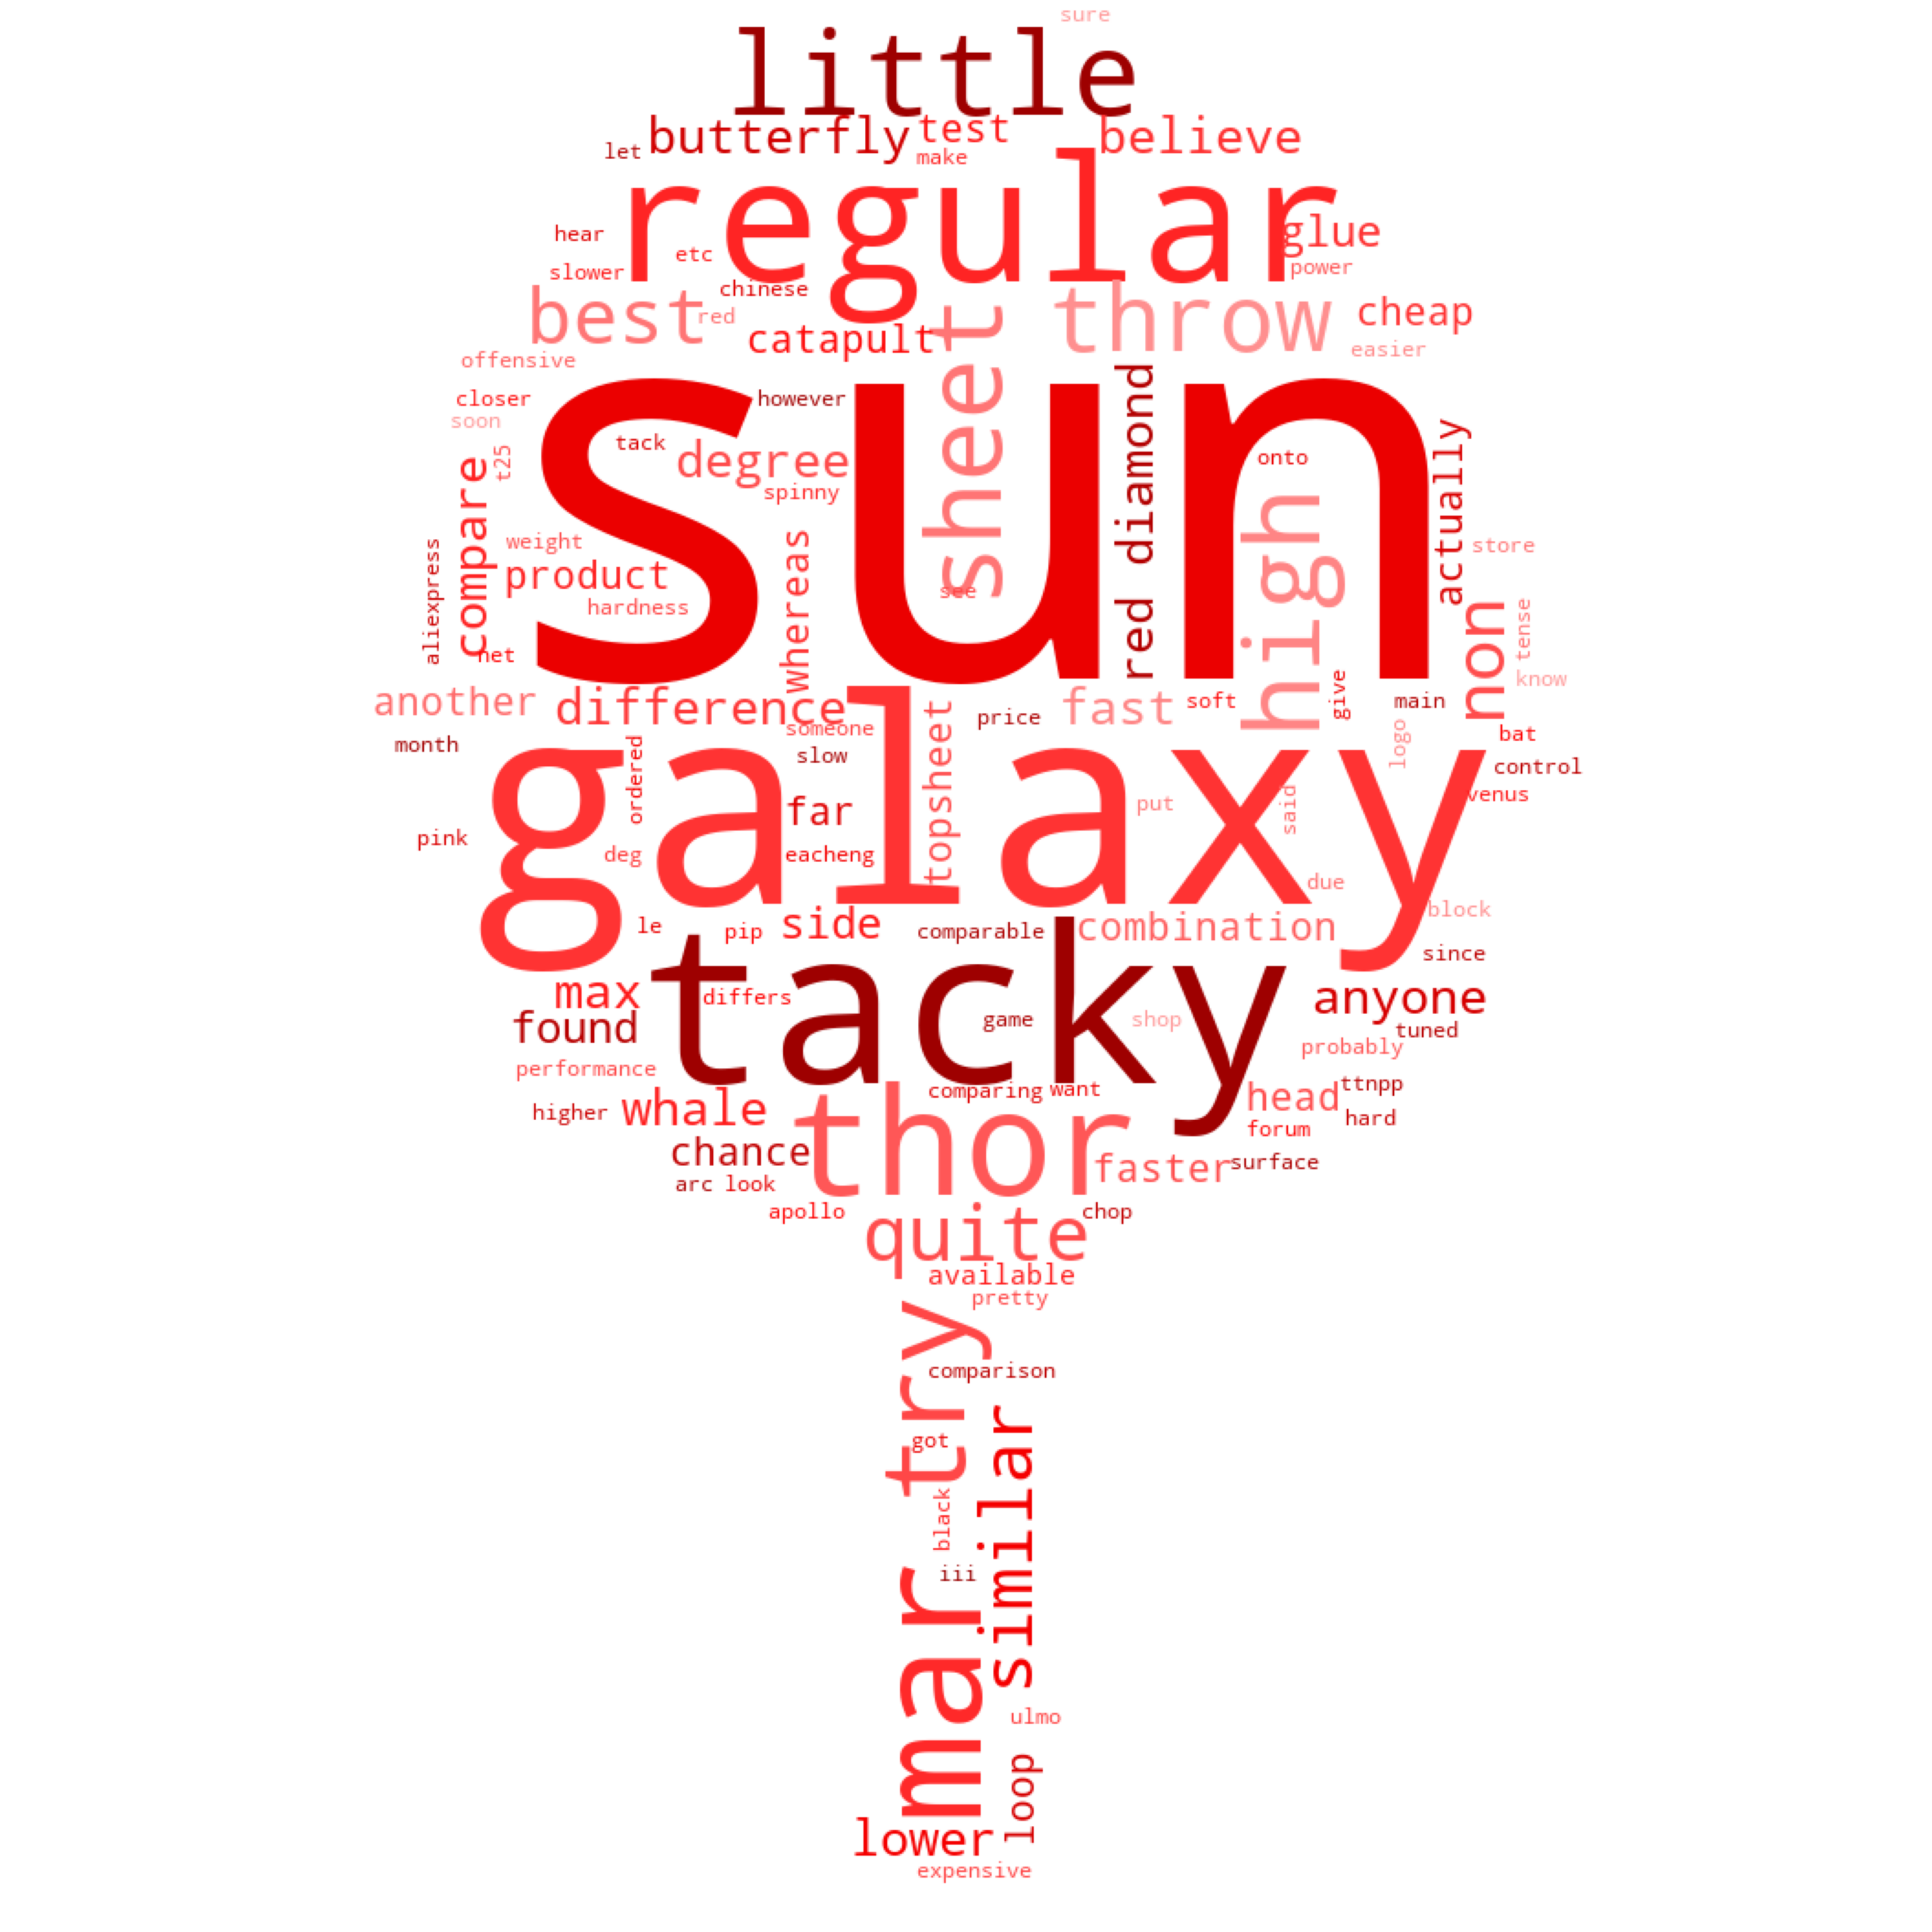 sure
little
butterfly test believe
let make
regular
hear glue
etc
slower power
chinese
best red throw cheap
catapult
sheet
offensive easier
closer however
soon
sun
red diamond
tack degree onto
t25 spinny
compare
high
actually
whereas
weight store
product
hardness see
aliexpress
net
non
tense
another difference fast soft give main know
someone price
month slow
logo bat
galaxy
ordered topsheet control
put said venus
far
pink
deg eacheng
due
block
le pip side comparable combination
since
tacky
max differs anyone
found game shop tuned
probably
performance
comparing want head ttnpp
higher whale hard
thor forum
chance faster surface
arc look
apollo chop
quite
available
pretty
try
comparison
similar
got
black
iii
mar
ulmo
loop
lower
expensive